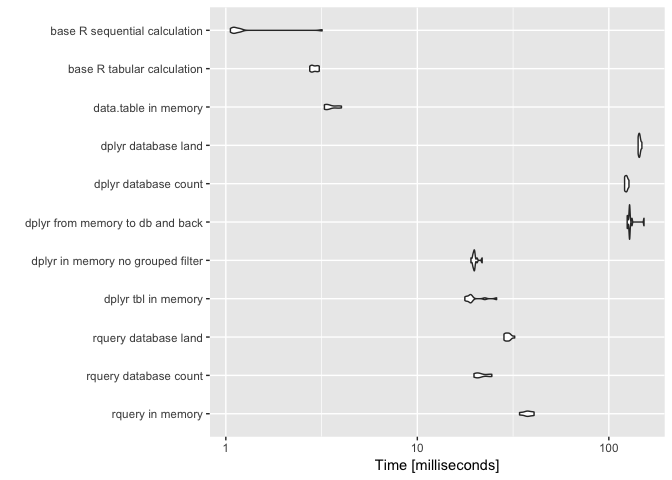 base R sequential calculation
base R tabular calculation
data.table in memory
dplyr database land
dplyr database count
dplyr from memory to db and back
dplyr in memory no grouped filter
dplyr tbl in memory
rquery database land
rquery database count
rquery in memory
1 10 100
Time [milliseconds]